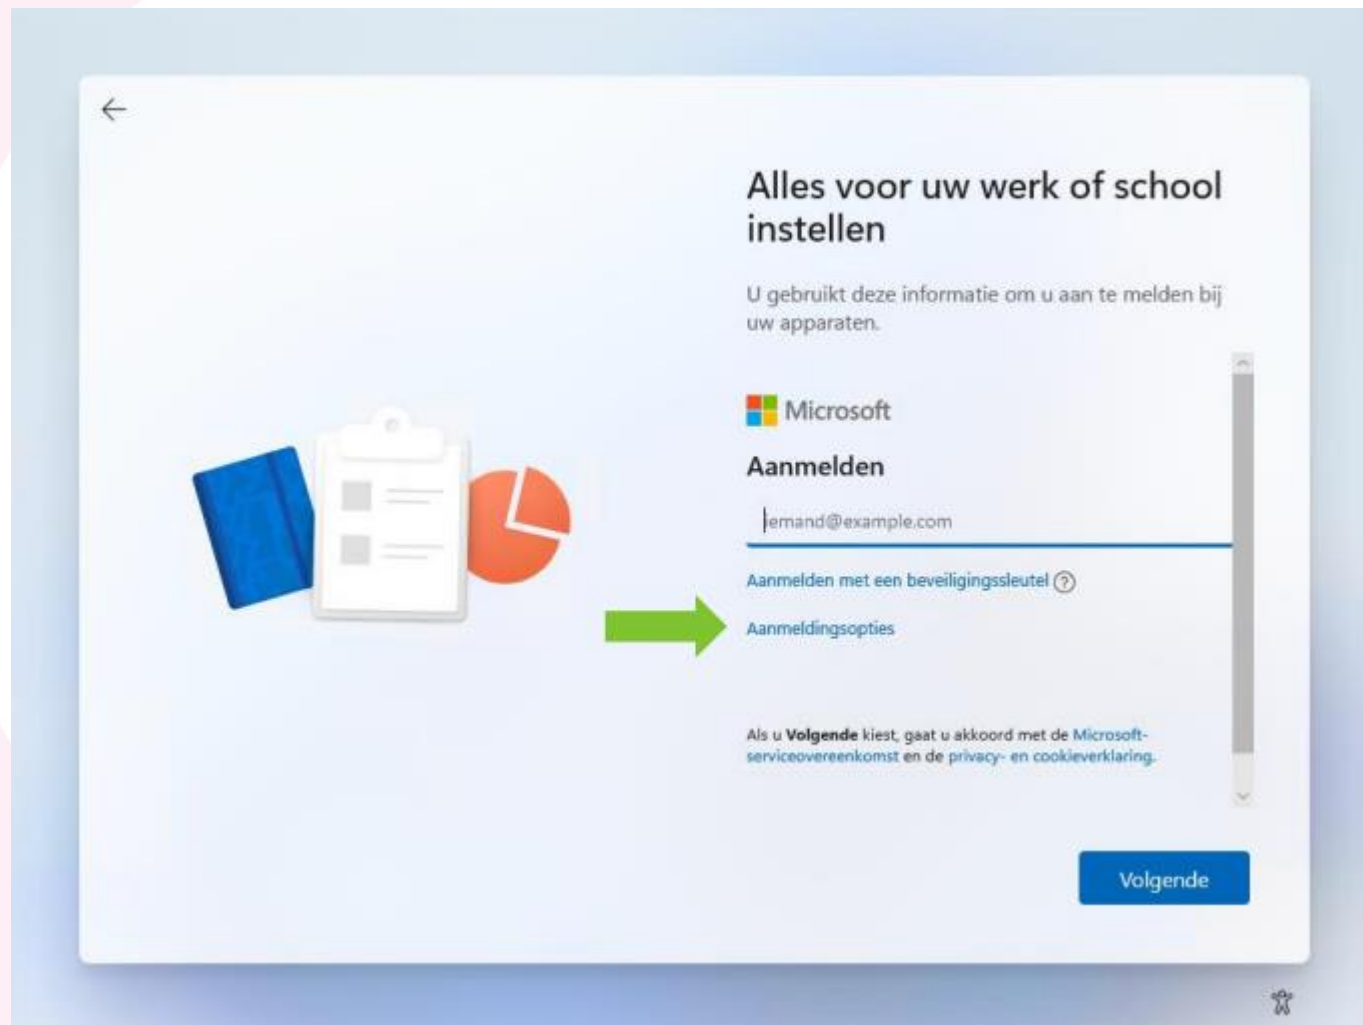 Alles voor uw werk of school
instellen
U gebruikt deze informatie om u aan te melden bij
uw apparaten.
Microsoft
Aanmelden
iemand@example.com
Aanmelden met een beveiligingssleutel ?
Aanmeldingsopties
Als u Volgende kiest, gaat u akkoord met de Microsoft-
serviceovereenkomst en de privacy- en cookieverklaring.
Volgende